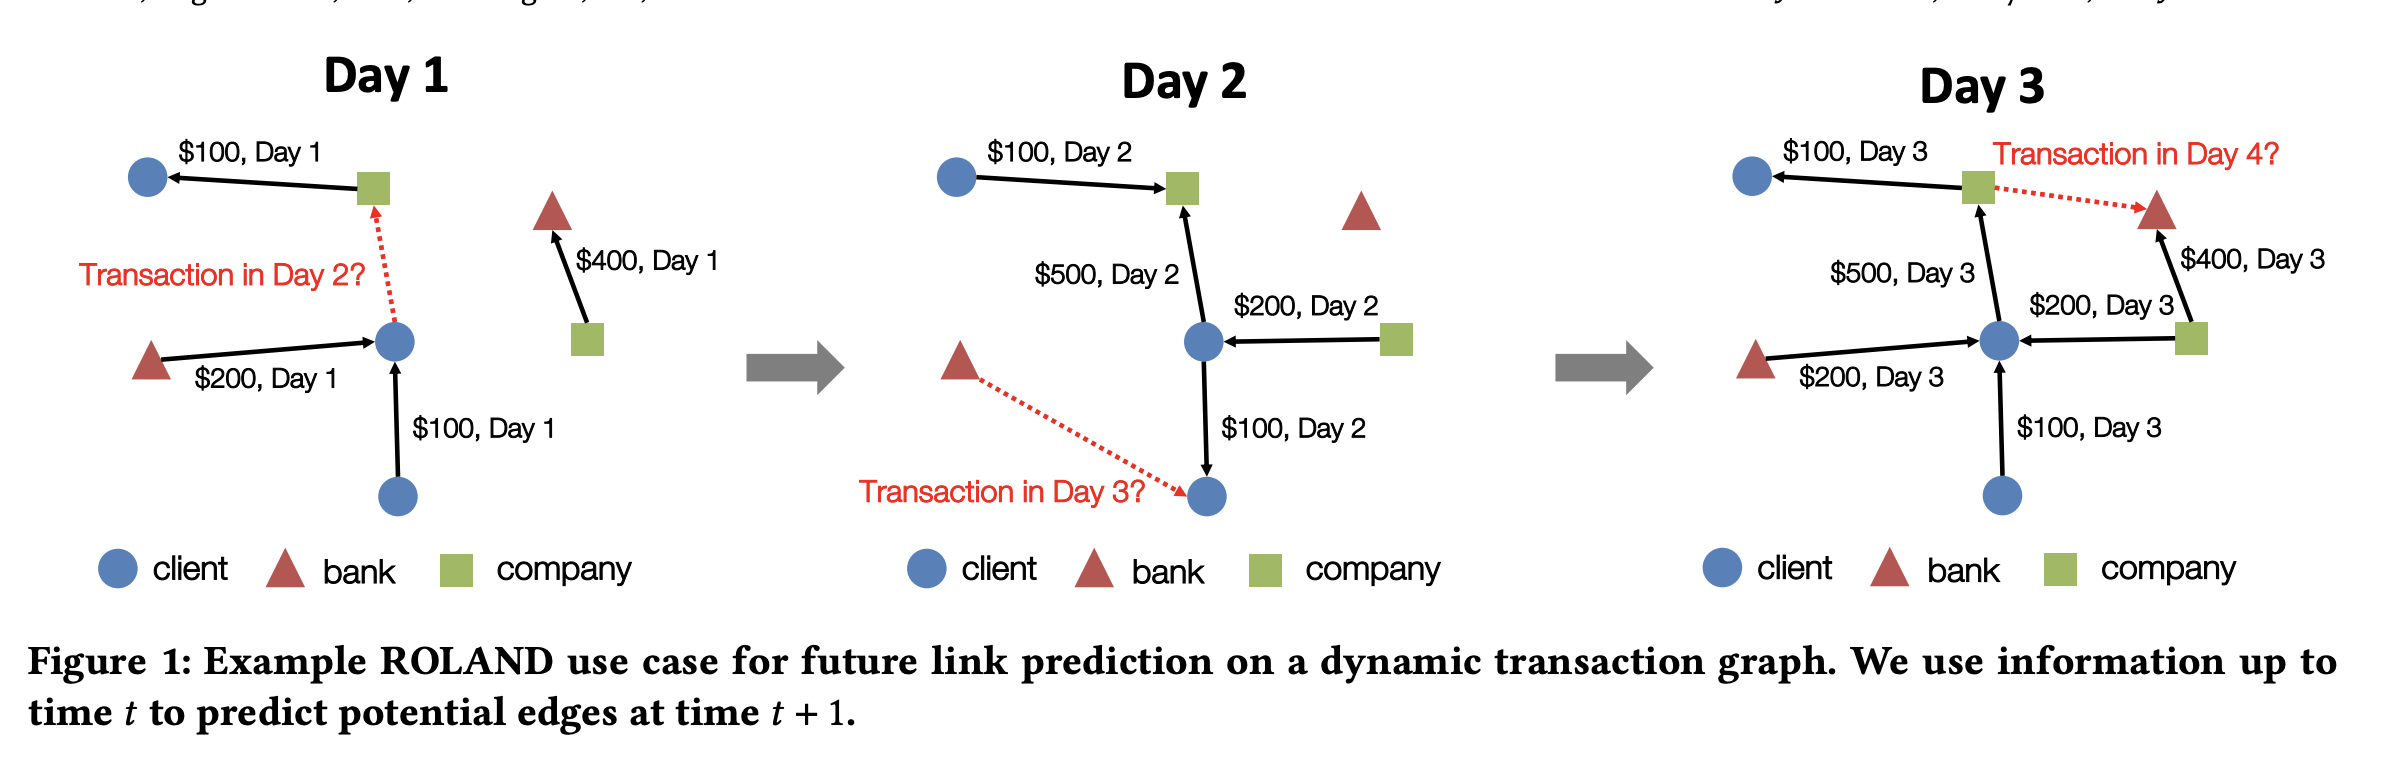 Day 1
$100, Day 1
Transaction in Day 2?
$400, Day 1
$200, Day 1
$100, Day 1
client bank company
Day 2
$100, Day 2
$500, Day 2
$200, Day 2
$100, Day 2
Transaction in Day 3?
client bank company
Day 3
$100, Day 3
Transaction in Day 4?
$500, Day 3
$400, Day 3
$200, Day 3
$200, Day 3
$100, Day 3
client bank company
Figure 1: Example ROLAND use case for future link prediction on a dynamic transaction graph. We use information up to
time t to predict potential edges at time t + 1.